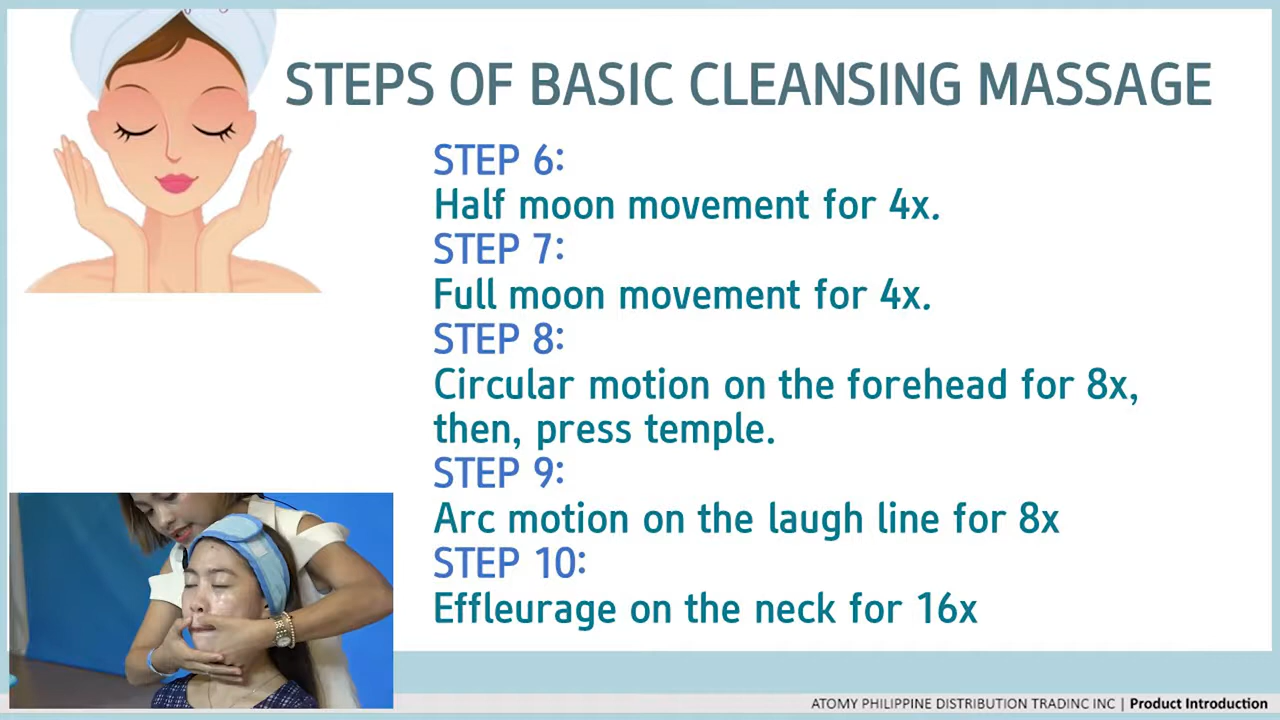 STEPS OF BASIC CLEANSING MASSAGE
STEP 6:
Half moon movement for 4x.
STEP 7:
Full moon movement for 4x.
STEP 8:
Circular motion on the forehead for 8x,
then, press temple.
STEP 9:
Arc motion on the laugh line for 8x
STEP 10:
Effleurage on the neck for 16x
ATOMY PHILIPPINE DISTRIBUTION TRADINC INC | Product Introduction